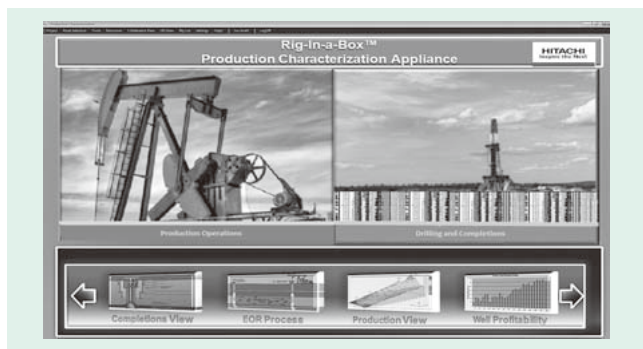 Rig-In-a-Box™
Production Characterization Appliance
HITACHI
Inspire the Next
Production Operations
Drilling and Completions
Completions View
EOR Process
Production View
Well Profitability